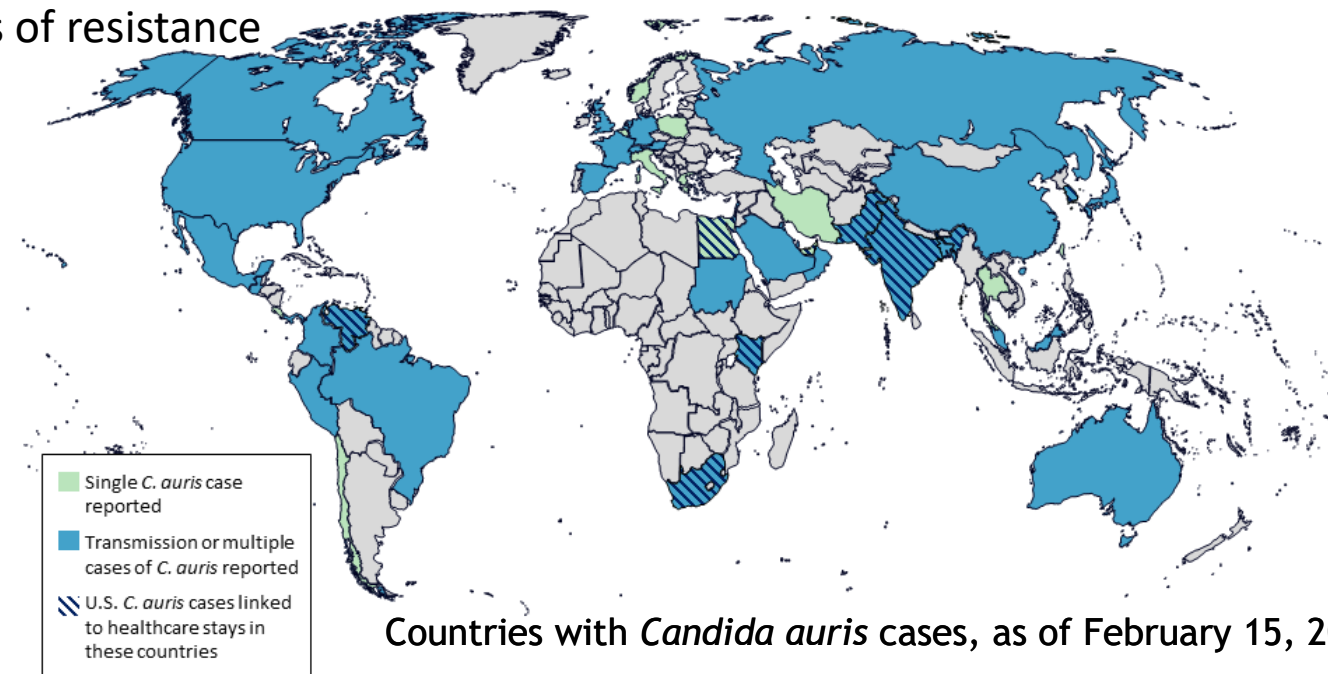 s of resistance
Single C. auris case
reported
Transmission or multiple
cases of C. auris reported
U.S. C. auris cases linked
to healthcare stays in
these countries
Countries with Candida auris cases, as of February 15, 2